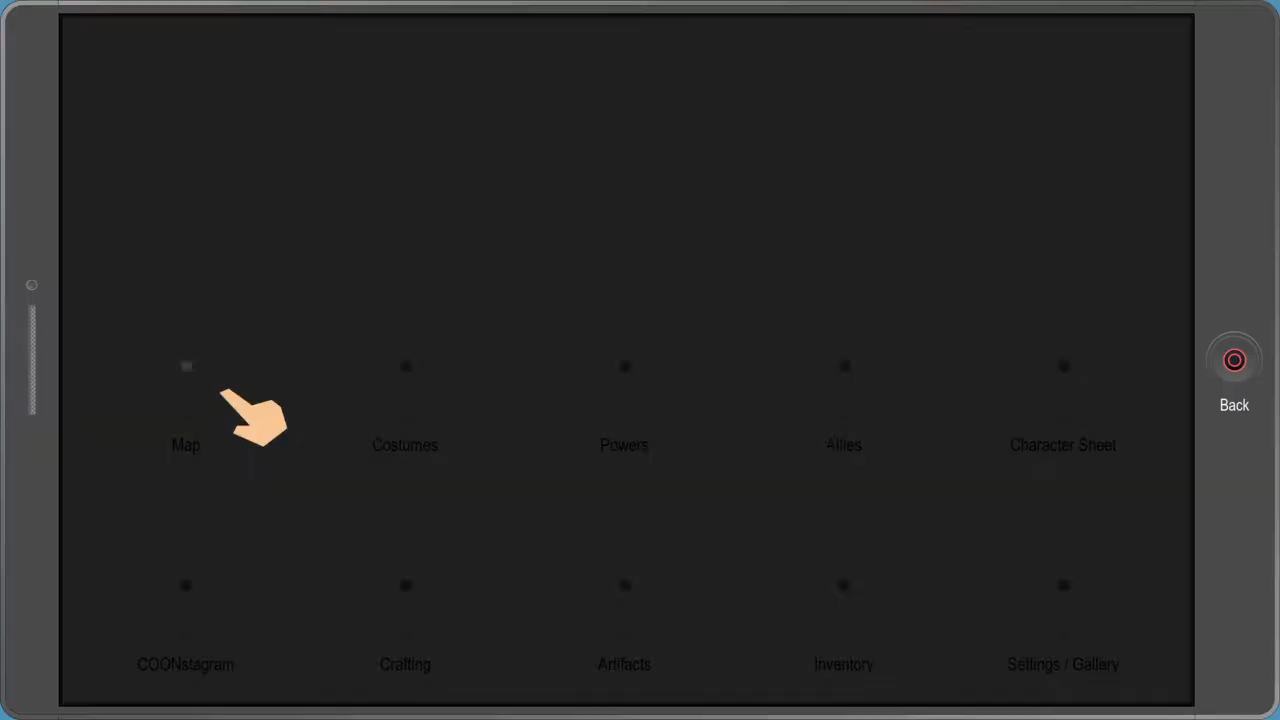 Map
Costumes
Powers
Allies
Character Sheet
Back
COONstagram
Crafting
Artifacts
Inventory
Settings / Gallery